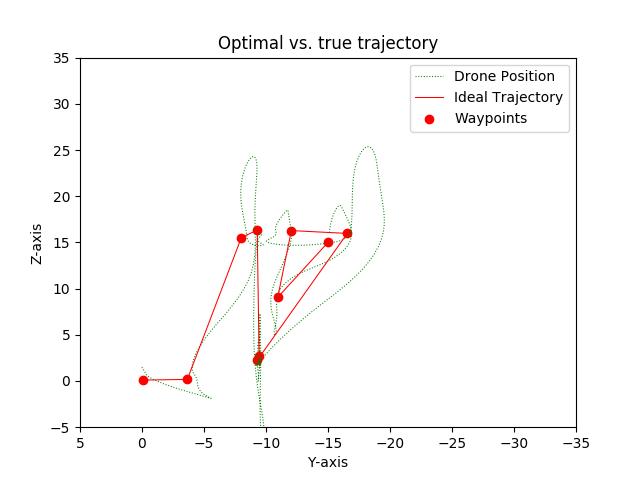 Optimal vs. true trajectory
Drone Position
Ideal Trajectory
Waypoints
Z-axis
35
30
25
20
15
10
5
0
−5
5 0 −5 −10 −15 −20 −25 −30 −35
Y-axis